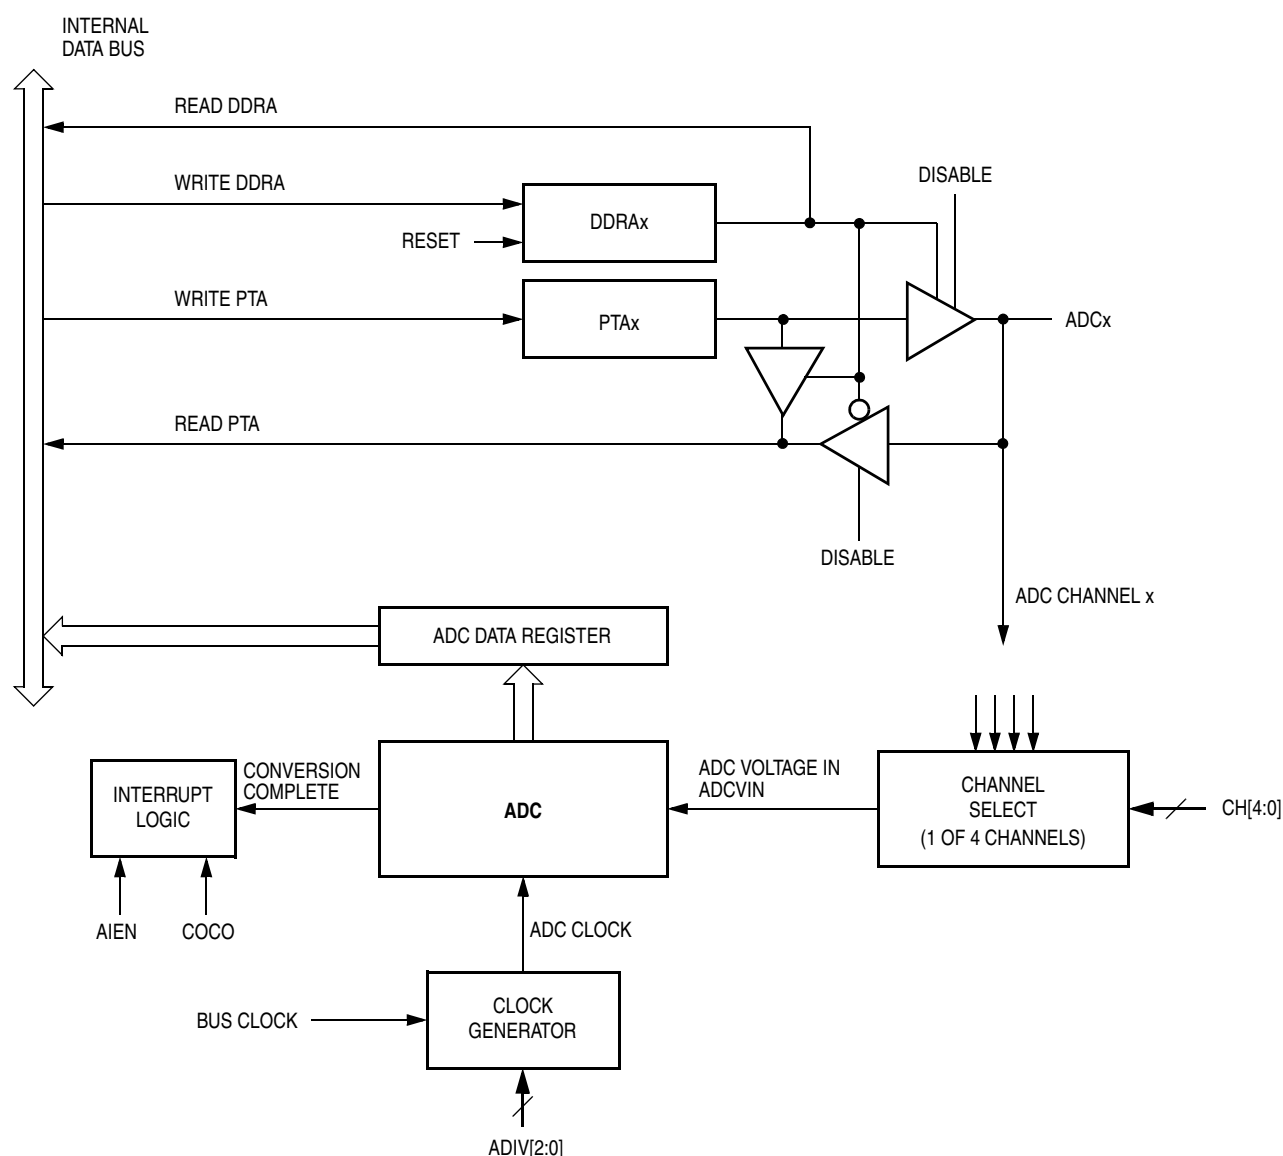 INTERNAL
DATA BUS
READ DDRA
WRITE DDRA
DISABLE
DDRAx
RESET
WRITE PTA
PTAx
ADCx
READ PTA
DISABLE
ADC CHANNEL x
ADC DATA REGISTER
INTERRUPT
LOGIC
CONVERSION
COMPLETE
ADC
ADC VOLTAGE IN
ADCVIN
CHANNEL
SELECT
(1 OF 4 CHANNELS)
CH[4:0]
AIEN
COCO
ADC CLOCK
BUS CLOCK
CLOCK
GENERATOR
ADIV[2:0]